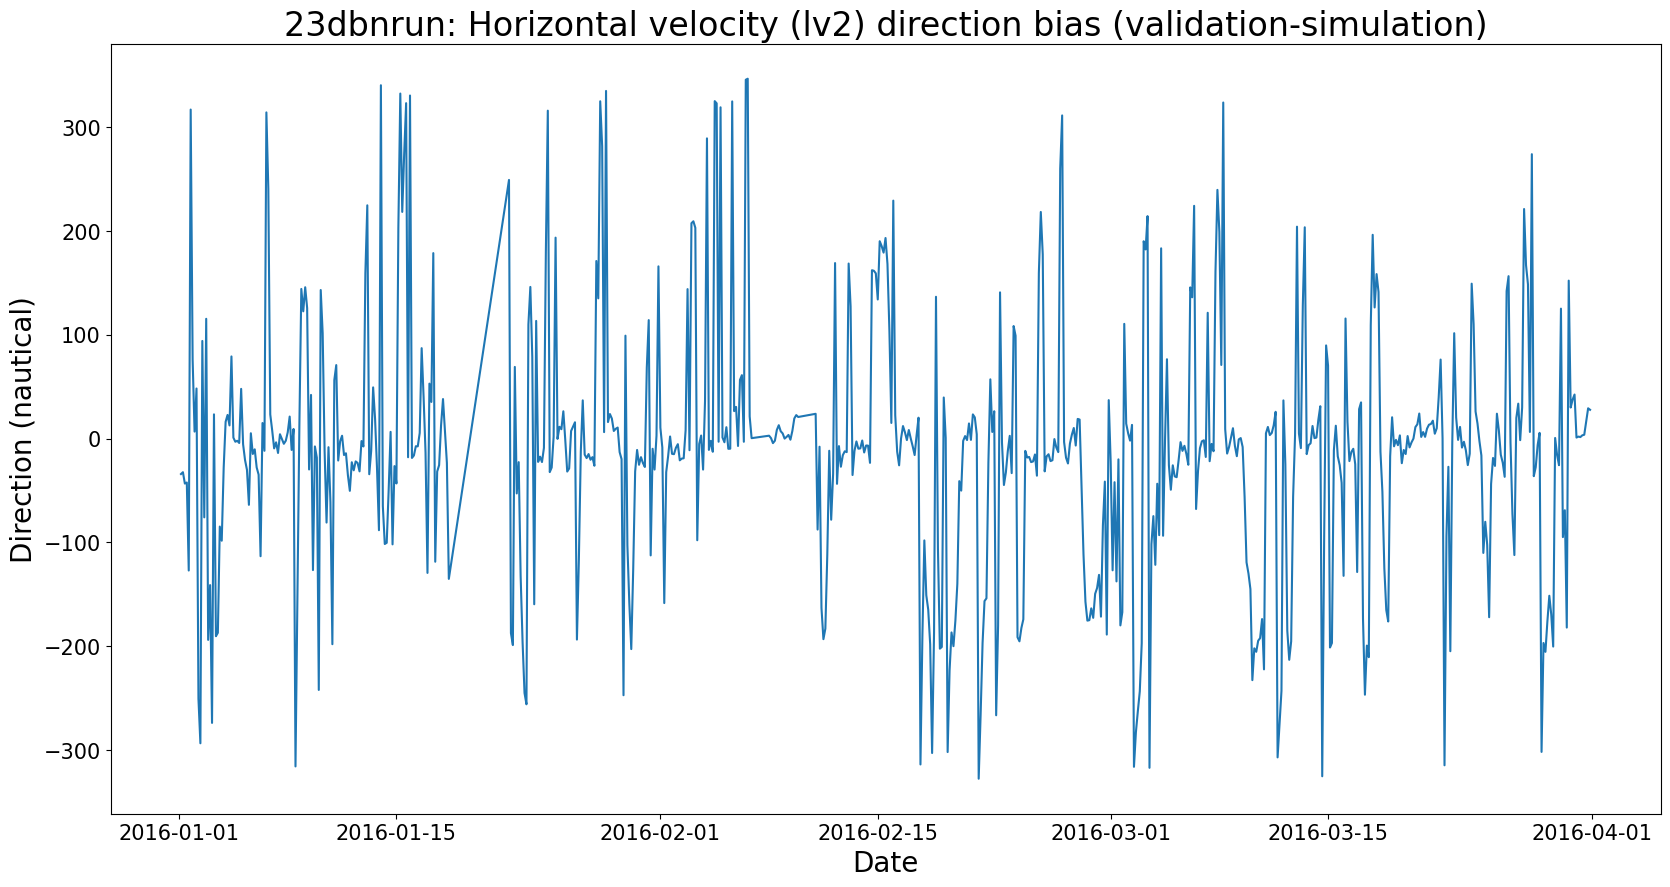 23dbnrun: Horizontal velocity (lv2) direction bias (validation-simulation)
Direction (nautical)
300
200
100
0
−100
−200
−300
2016-01-01 2016-01-15 2016-02-01 2016-02-15 2016-03-01 2016-03-15 2016-04-01
Date